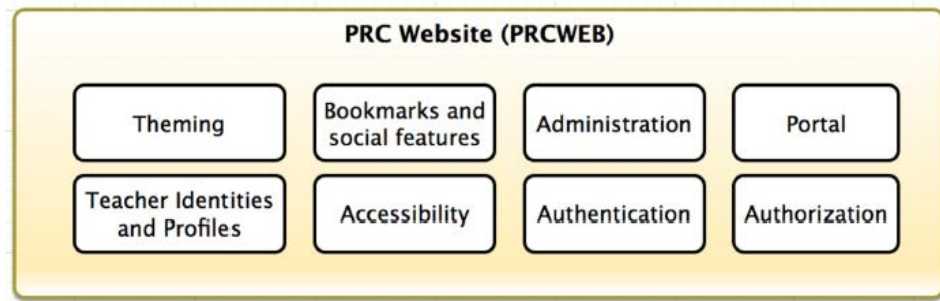 PRC Website (PRCWEB)
Theming
Bookmarks and
social features
Administration
Portal
Teacher Identities
and Profiles
Accessibility
Authentication
Authorization